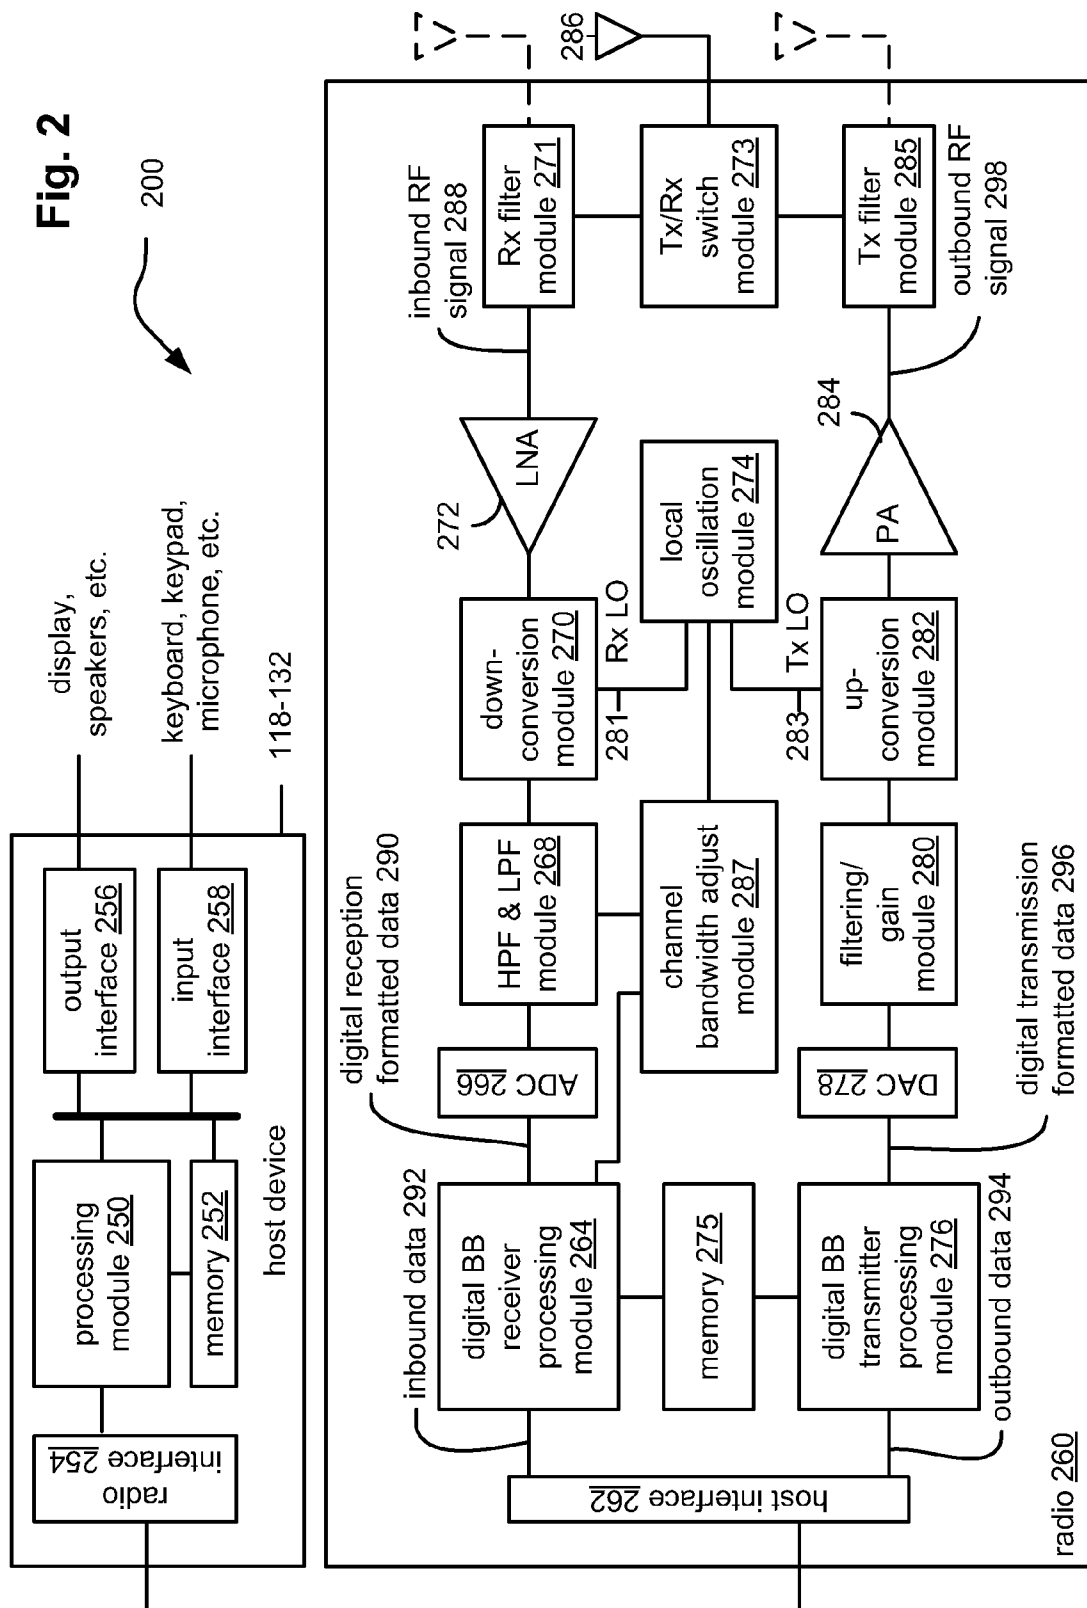 Fig. 2
200
display,
speakers, etc.
keyboard, keypad,
microphone, etc.
118-132
output
interface 256
input
interface 258
processing
module 250
memory 252
radio
interface 254
host device
286
Rx filter
module 271
inbound RF
signal 288
Tx/Rx
switch
module 273
Tx filter
module 285
outbound RF
signal 298
LNA
272
PA
284
local
oscillation
module 274
down-
conversion
module 270
281
Rx LO
283
Tx LO
up-
conversion
module 282
HPF & LPF
module 268
channel
bandwidth adjust
module 287
filtering/
gain
module 280
digital reception
formatted data 290
ADC 266
DAC 278
digital transmission
formatted data 296
inbound data 292
digital BB
receiver
processing
module 264
memory 275
digital BB
transmitter
processing
module 276
outbound data 294
host interface 262
radio 260